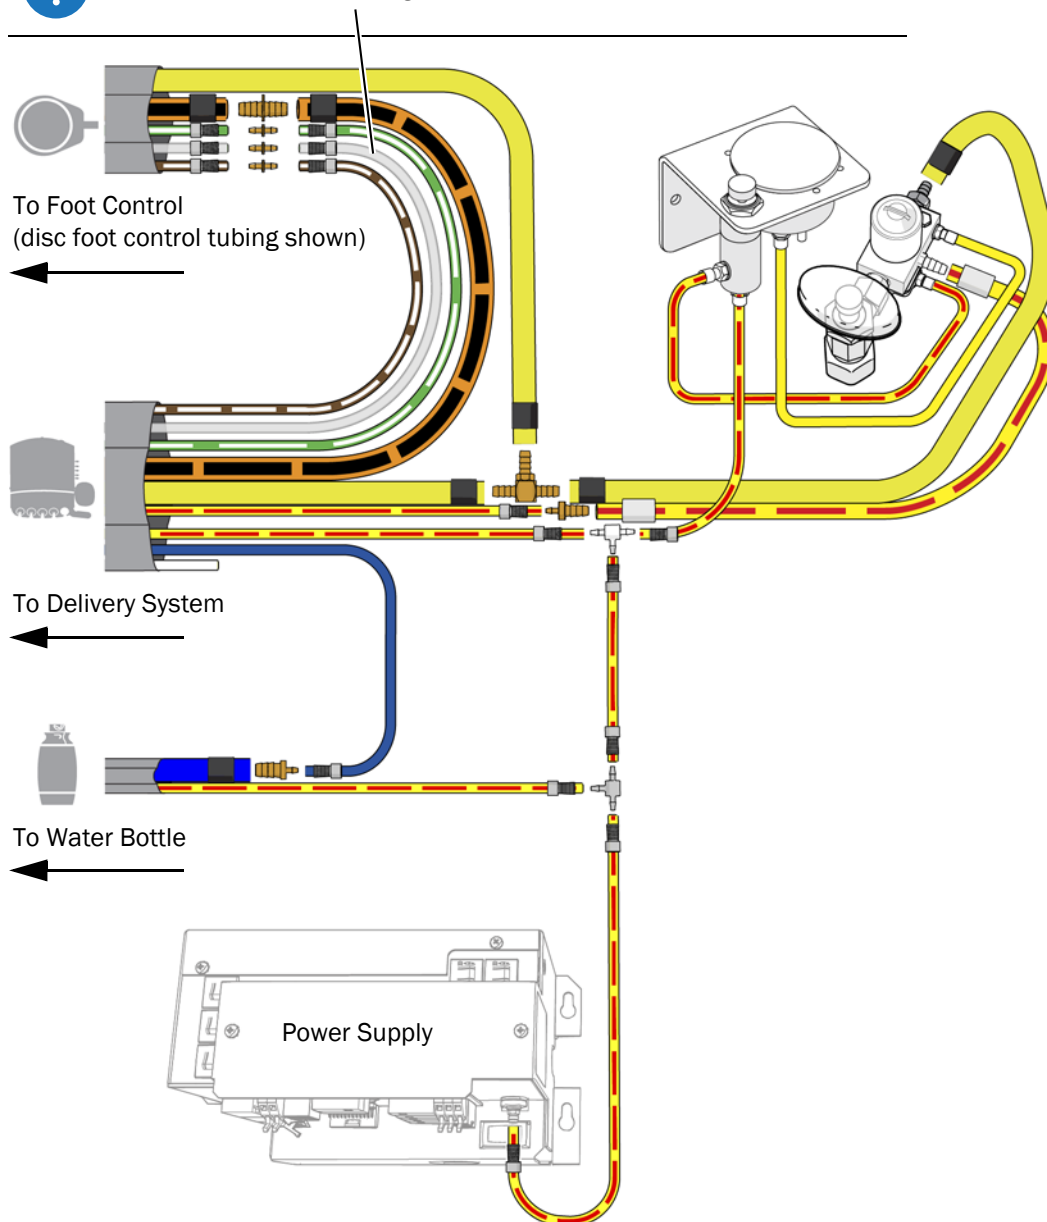 To Foot Control
(disc foot control tubing shown)
To Delivery System
To Water Bottle
Power Supply